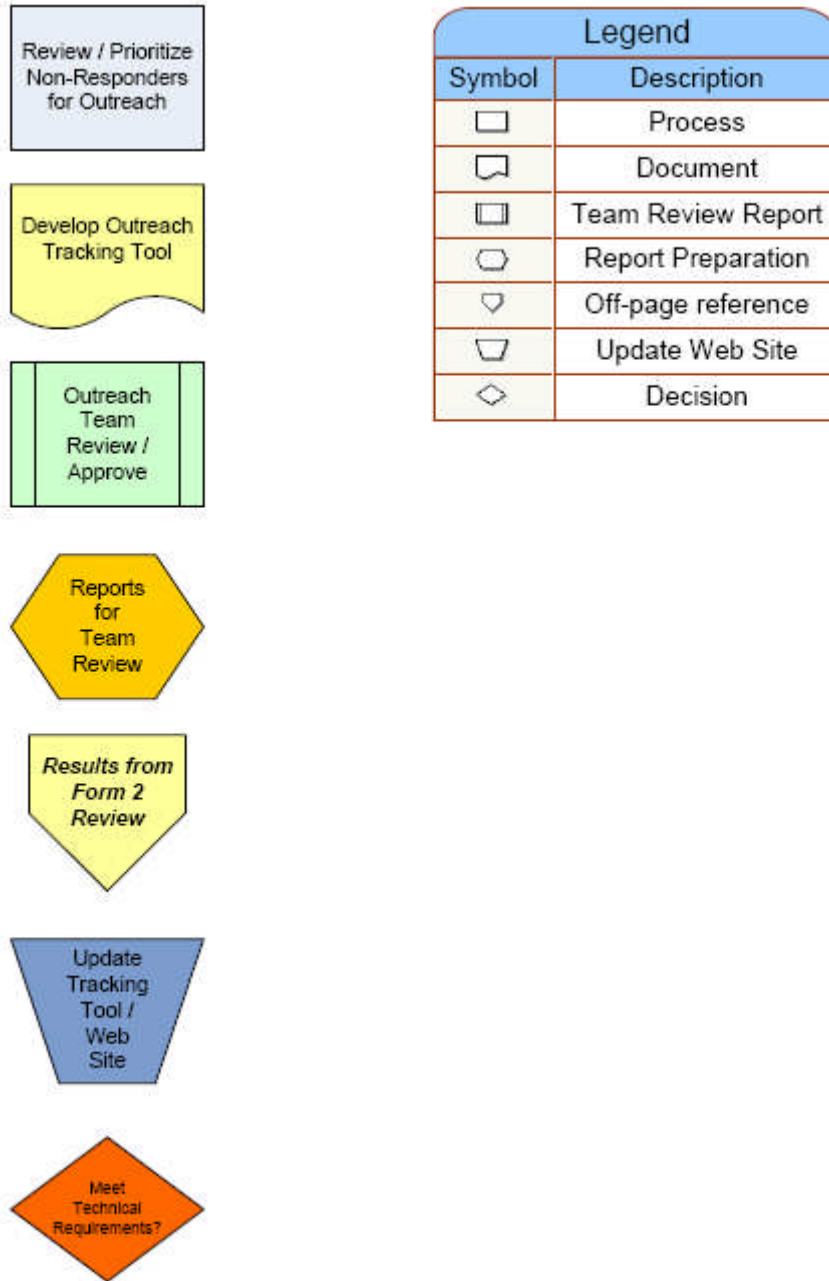 Review / Prioritize
Non-Responders
for Outreach
Develop Outreach
Tracking Tool
Outreach
Team
Review /
Approve
Reports
for
Team
Review
Results from
Form 2
Review
Update
Tracking
Tool /
Web
Site
Meet
Technical
Requirements?
Legend
Symbol Description
Process
Document
Team Review Report
Report Preparation
Off-page reference
Update Web Site
Decision